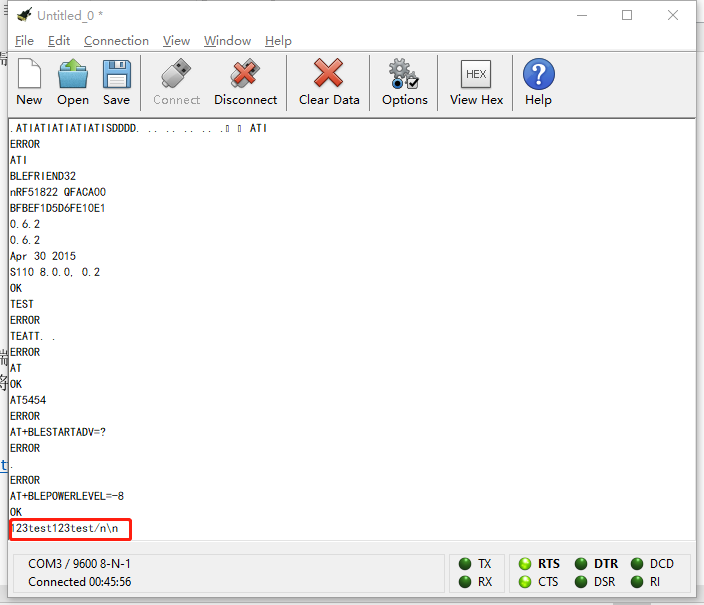 Untitled_0 *
File Edit Connection View Window Help
HEX
New Open Save Connect Disconnect Clear Data Options View Hex Help
.ATIATIATIATIATISDDDD. . .. .. .. .. ATI
ERROR
ATI
BLEFRIEND32
nRF51822 QFACA00
BFBEF1D5D6FE10E1
0.6.2
0.6.2
Apr 30 2015
S110 8.0.0, 0.2
OK
TEST
ERROR
TEATT. .
ERROR
AT
OK
AT5454
ERROR
AT+BLESTARTADV=?
ERROR
.
ERROR
AT+BLEPOWERLEVEL=-8
OK
123test123test/n\n
COM3 / 9600 8-N-1
Connected 00:45:56
TX RTS DTR DCD
RX CTS DSR RI